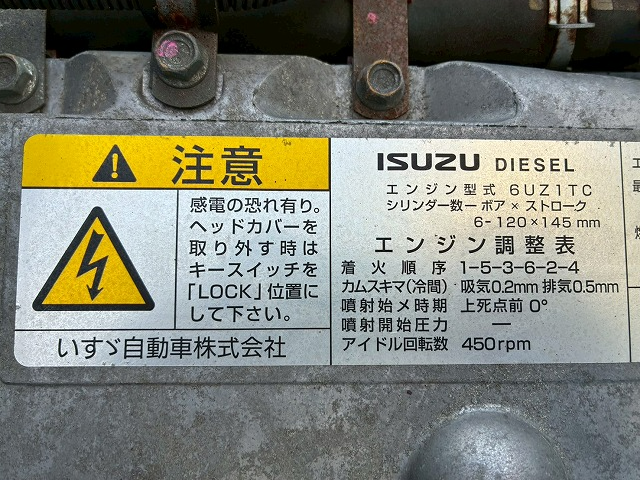 注意
感電の恐れ有り。
ヘッドカバーを
取り外す時は
キースイッチを
「LOCK」位置に
して下さい。
いすゞ自動車株式会社
ISUZU DIESEL
エンジン型式 6UZ1TC
シリンダー数－ボア×ストローク
6-120×145 mm
エンジン調整表
着火順序 1-5-3-6-2-4
カムスキマ(冷間) 吸気0.2mm 排気0.5mm
噴射始メ時期 上死点前 0°
噴射開始圧力 ―
アイドル回転数 450rpm